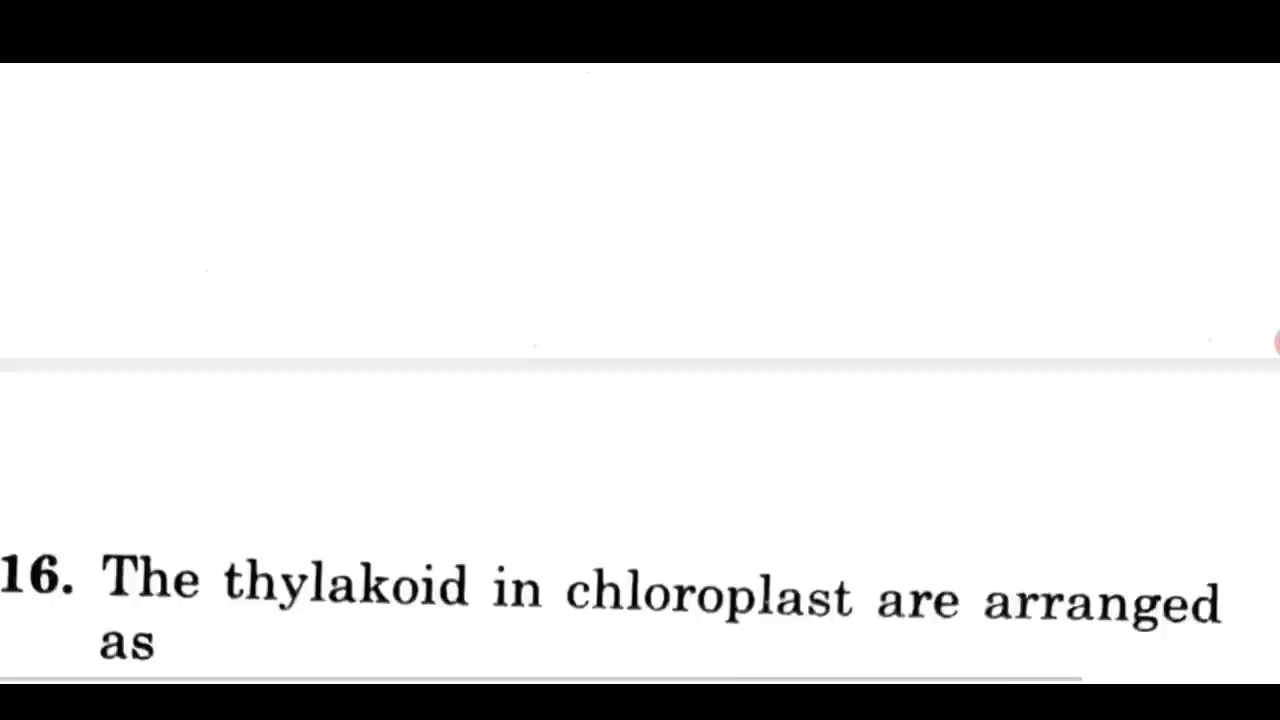 16. The thylakoid in chloroplast are arranged
as